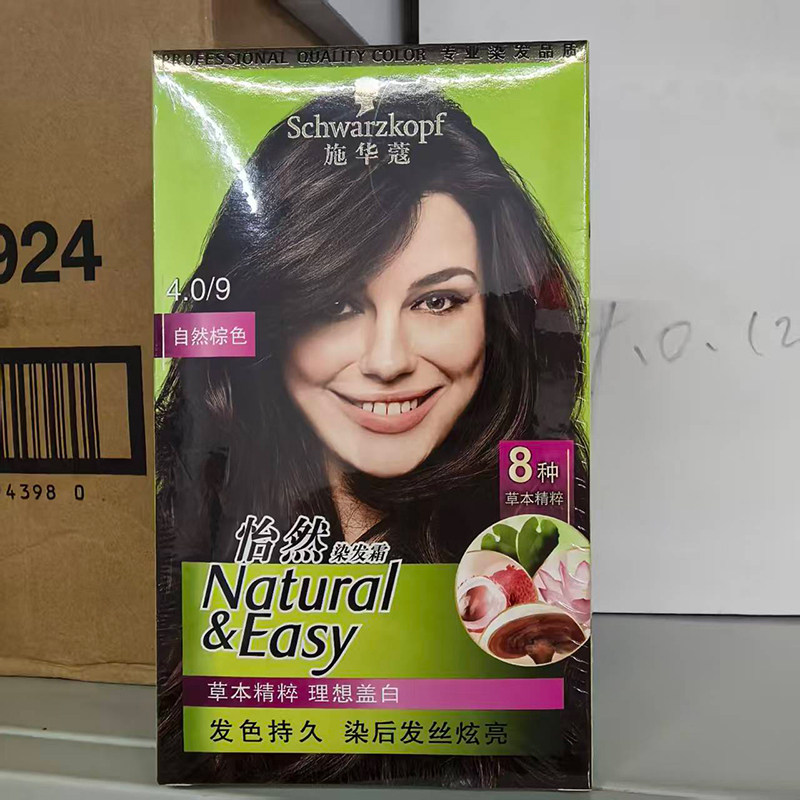 PROFESSIONAL QUALITY COLOR 专业染发品质
Schwarzkopf
施华蔻
924
4.0/9
自然棕色
4398 0
8种
草本精粹
怡然 染发霜
Natural
&Easy
草本精粹 理想盖白
发色持久 染后发丝炫亮